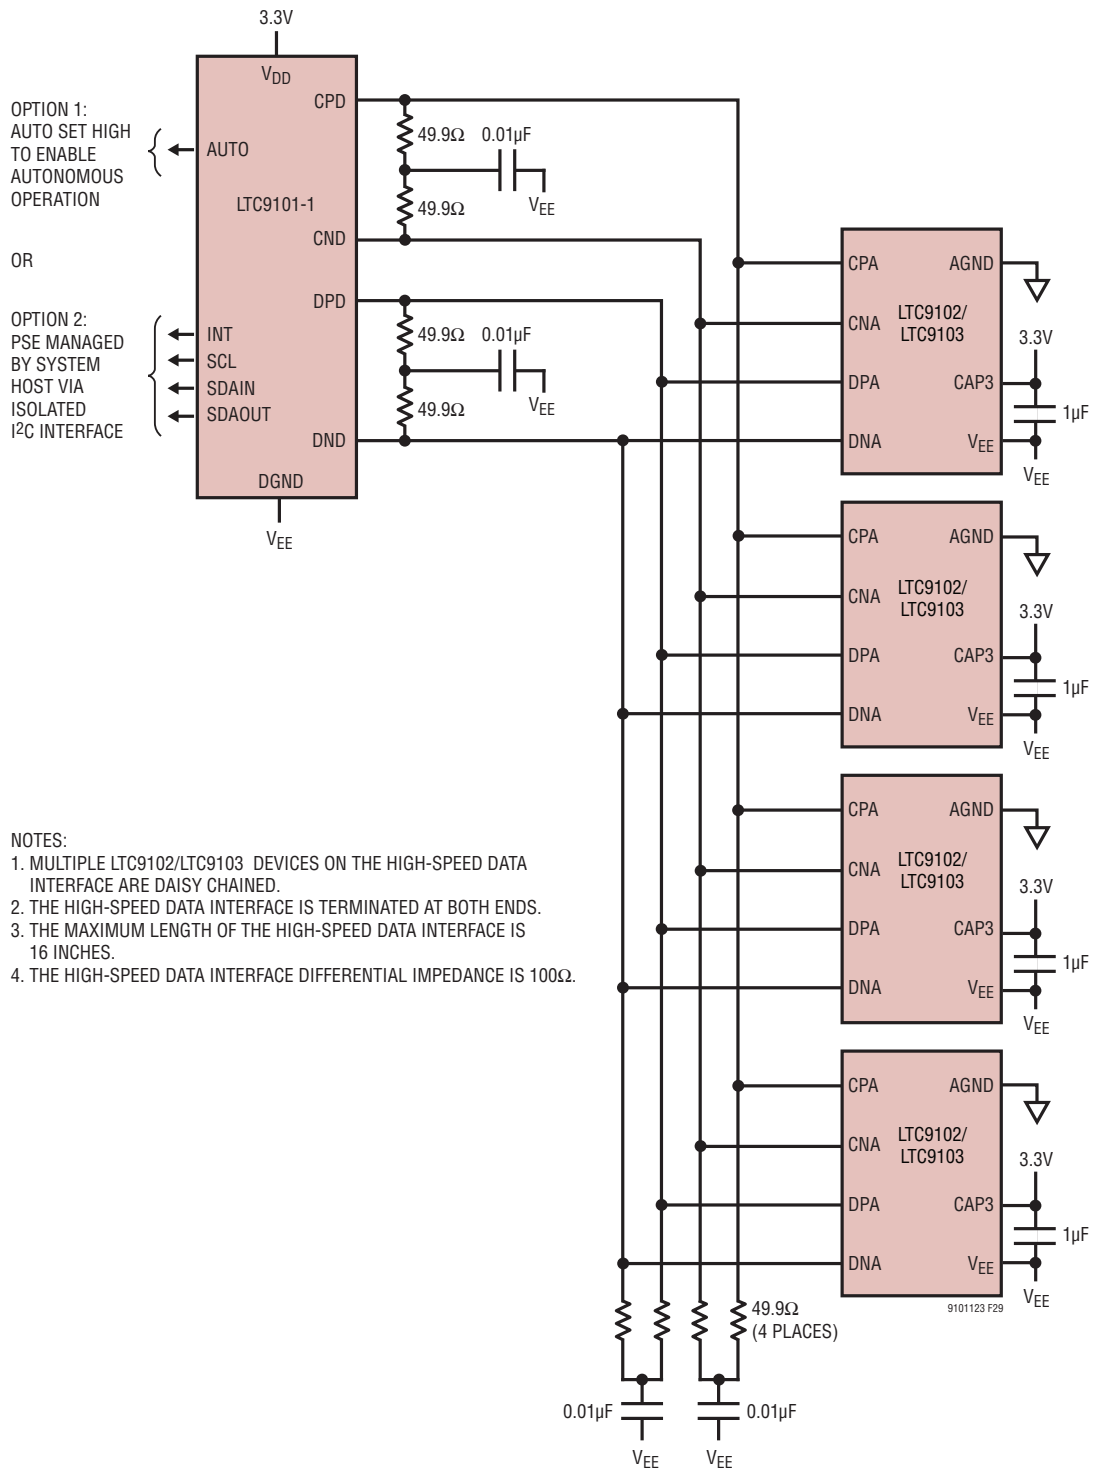 3.3V
VDD
CPD
OPTION 1:
AUTO SET HIGH
TO ENABLE
AUTONOMOUS
OPERATION
AUTO
49.9Ω
0.01µF
VEE
LTC9101-1
49.9Ω
CND
OR
DPD
OPTION 2:
PSE MANAGED
BY SYSTEM
HOST VIA
ISOLATED
I2C INTERFACE
INT
SCL
SDAIN
SDAOUT
49.9Ω
0.01µF
VEE
49.9Ω
DND
DGND
VEE
CPA
AGND
LTC9102/
LTC9103
CNA
3.3V
DPA
CAP3
1µF
DNA
VEE
VEE
CPA
AGND
LTC9102/
LTC9103
CNA
3.3V
DPA
CAP3
1µF
DNA
VEE
VEE
CPA
AGND
LTC9102/
LTC9103
CNA
3.3V
DPA
CAP3
1µF
DNA
VEE
VEE
NOTES:
1. MULTIPLE LTC9102/LTC9103 DEVICES ON THE HIGH-SPEED DATA
INTERFACE ARE DAISY CHAINED.
2. THE HIGH-SPEED DATA INTERFACE IS TERMINATED AT BOTH ENDS.
3. THE MAXIMUM LENGTH OF THE HIGH-SPEED DATA INTERFACE IS
16 INCHES.
4. THE HIGH-SPEED DATA INTERFACE DIFFERENTIAL IMPEDANCE IS 100Ω.
CPA
AGND
LTC9102/
LTC9103
CNA
3.3V
DPA
CAP3
1µF
DNA
VEE
VEE
9101123 F29
49.9Ω
(4 PLACES)
0.01µF
0.01µF
VEE
VEE